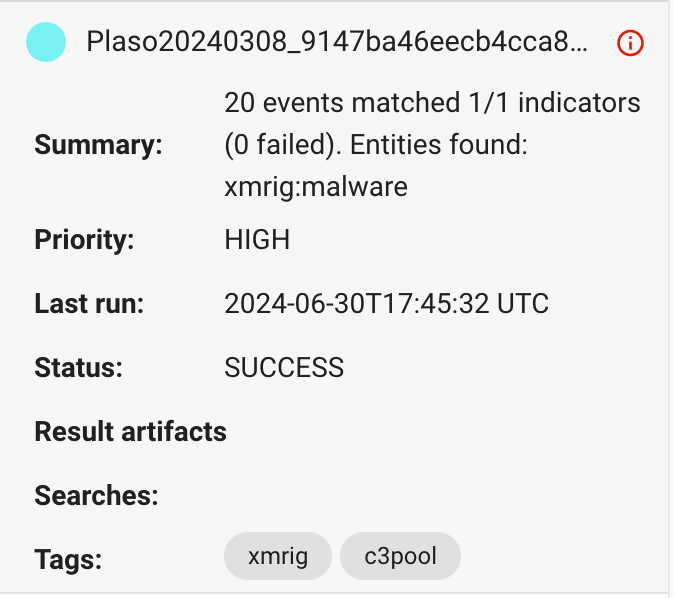 Plaso20240308_9147ba46eecb4cca8...
20 events matched 1/1 indicators
Summary: (0 failed). Entities found:
xmrig:malware
Priority: HIGH
Last run: 2024-06-30T17:45:32 UTC
Status: SUCCESS
Result artifacts
Searches:
Tags: xmrig c3pool